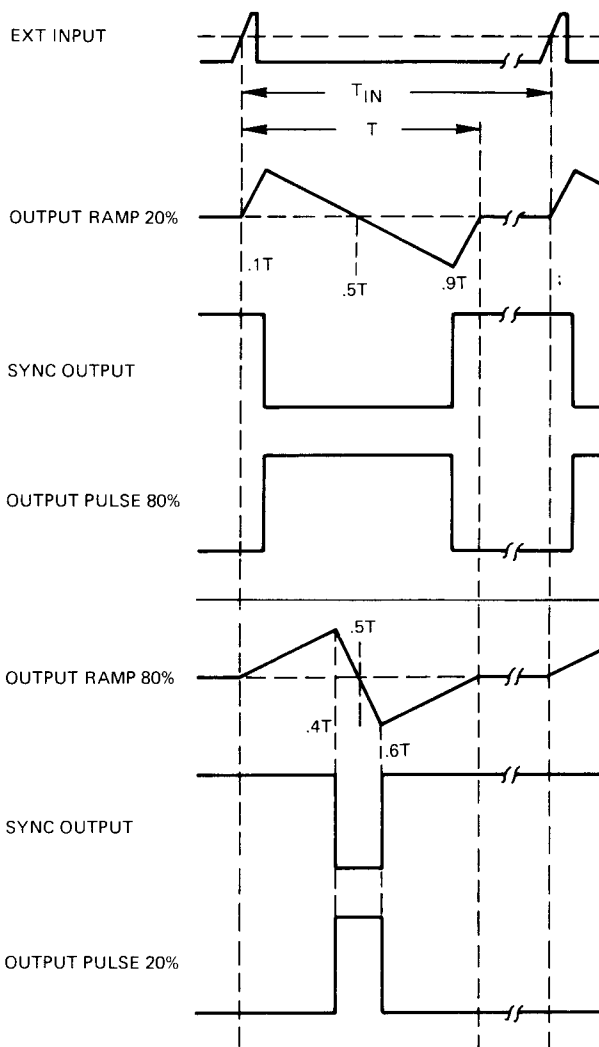 EXT INPUT
T IN
T
OUTPUT RAMP 20%
.1T
.5T
.9T
SYNC OUTPUT
OUTPUT PULSE 80%
.5T
OUTPUT RAMP 80%
.4T
.6T
SYNC OUTPUT
OUTPUT PULSE 20%